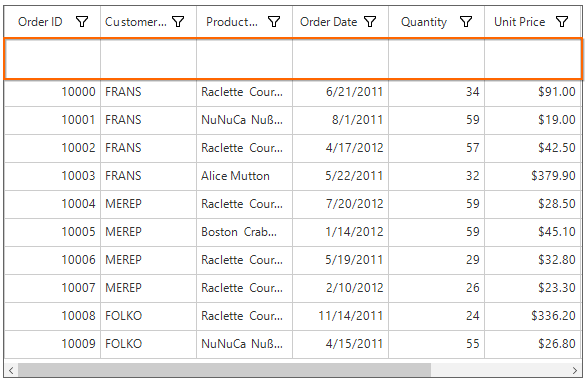 Order ID Customer... Product... Order Date Quantity Unit Price
10000 FRANS Raclette Cour... 6/21/2011 34 $91.00
10001 FRANS NuNuCa Nuß... 8/1/2011 59 $19.00
10002 FRANS Raclette Cour... 4/17/2012 57 $42.50
10003 FRANS Alice Mutton 5/22/2011 32 $379.90
10004 MEREP Raclette Cour... 7/20/2012 59 $28.50
10005 MEREP Boston Crab... 1/14/2012 59 $45.10
10006 MEREP Raclette Cour... 5/19/2011 29 $32.80
10007 MEREP Raclette Cour... 2/10/2012 26 $23.30
10008 FOLKO Raclette Cour... 11/14/2011 24 $336.20
10009 FOLKO NuNuCa Nuß... 4/15/2011 55 $26.80